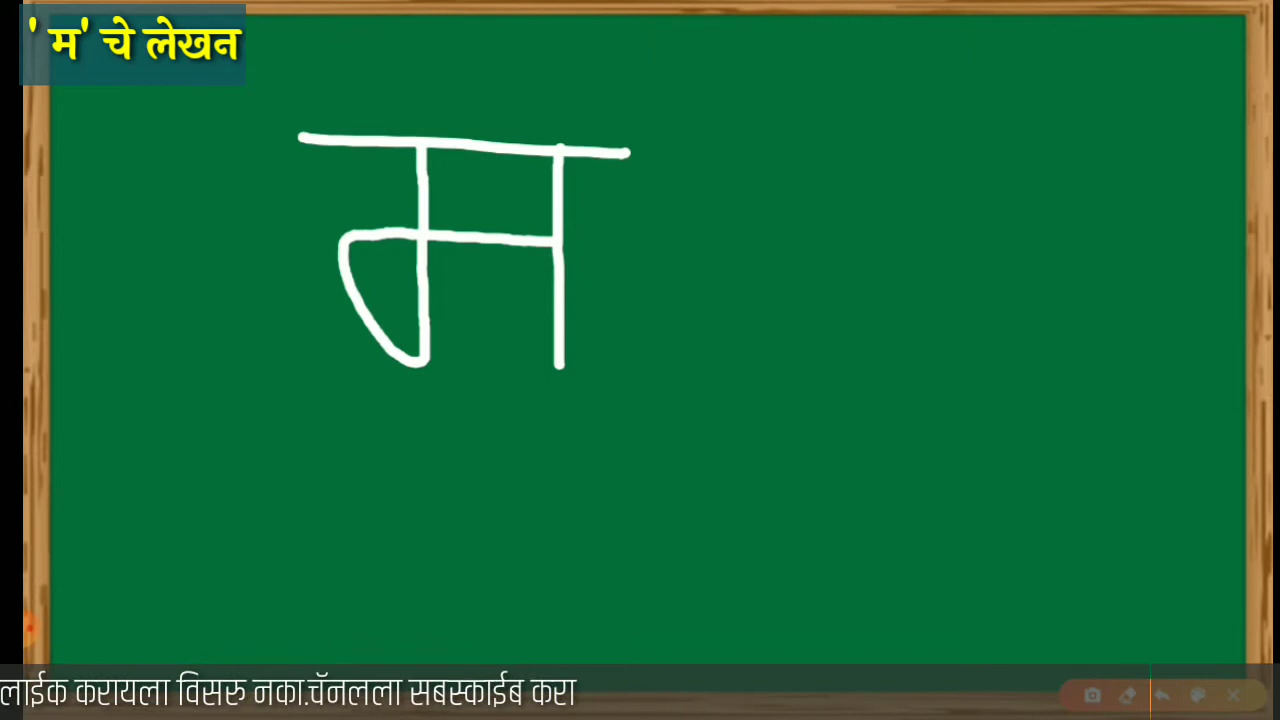 ' म' चे लेखन
म
लाईक करायला विसरु नका.चॅनलला सबस्काईब करा